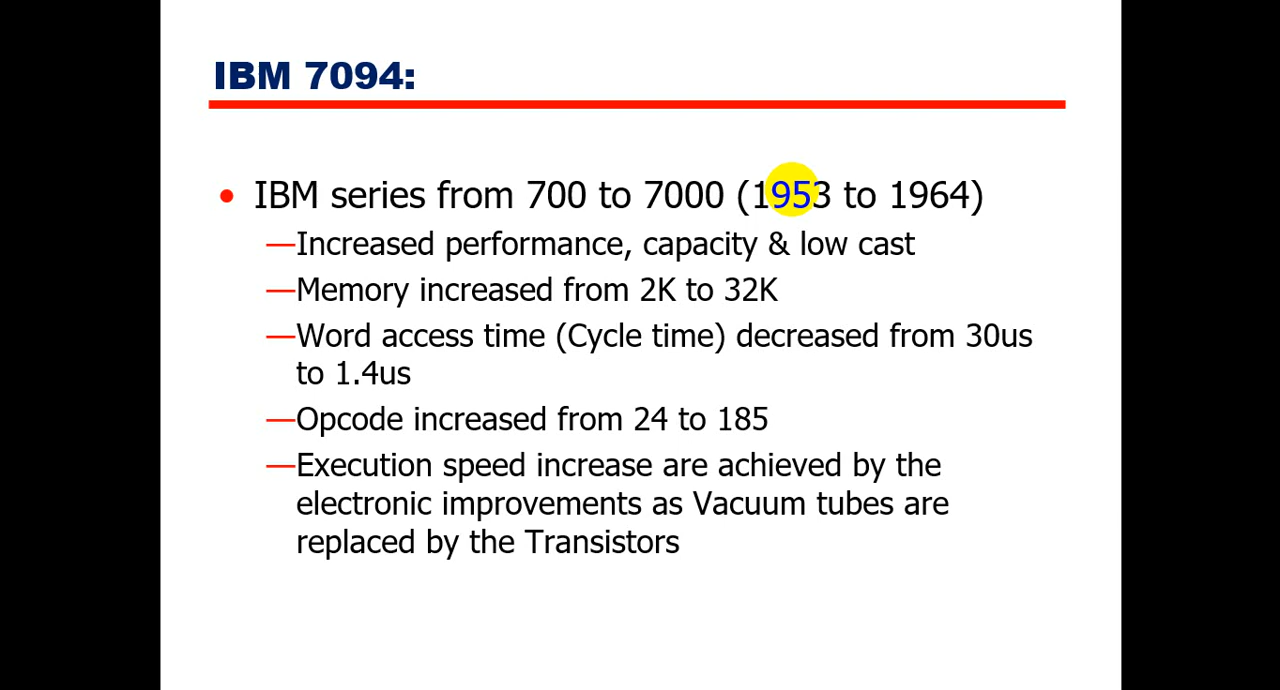 IBM 7094:
• IBM series from 700 to 7000 (1953 to 1964)
—Increased performance, capacity & low cast
—Memory increased from 2K to 32K
—Word access time (Cycle time) decreased from 30us
to 1.4us
—Opcode increased from 24 to 185
—Execution speed increase are achieved by the
electronic improvements as Vacuum tubes are
replaced by the Transistors